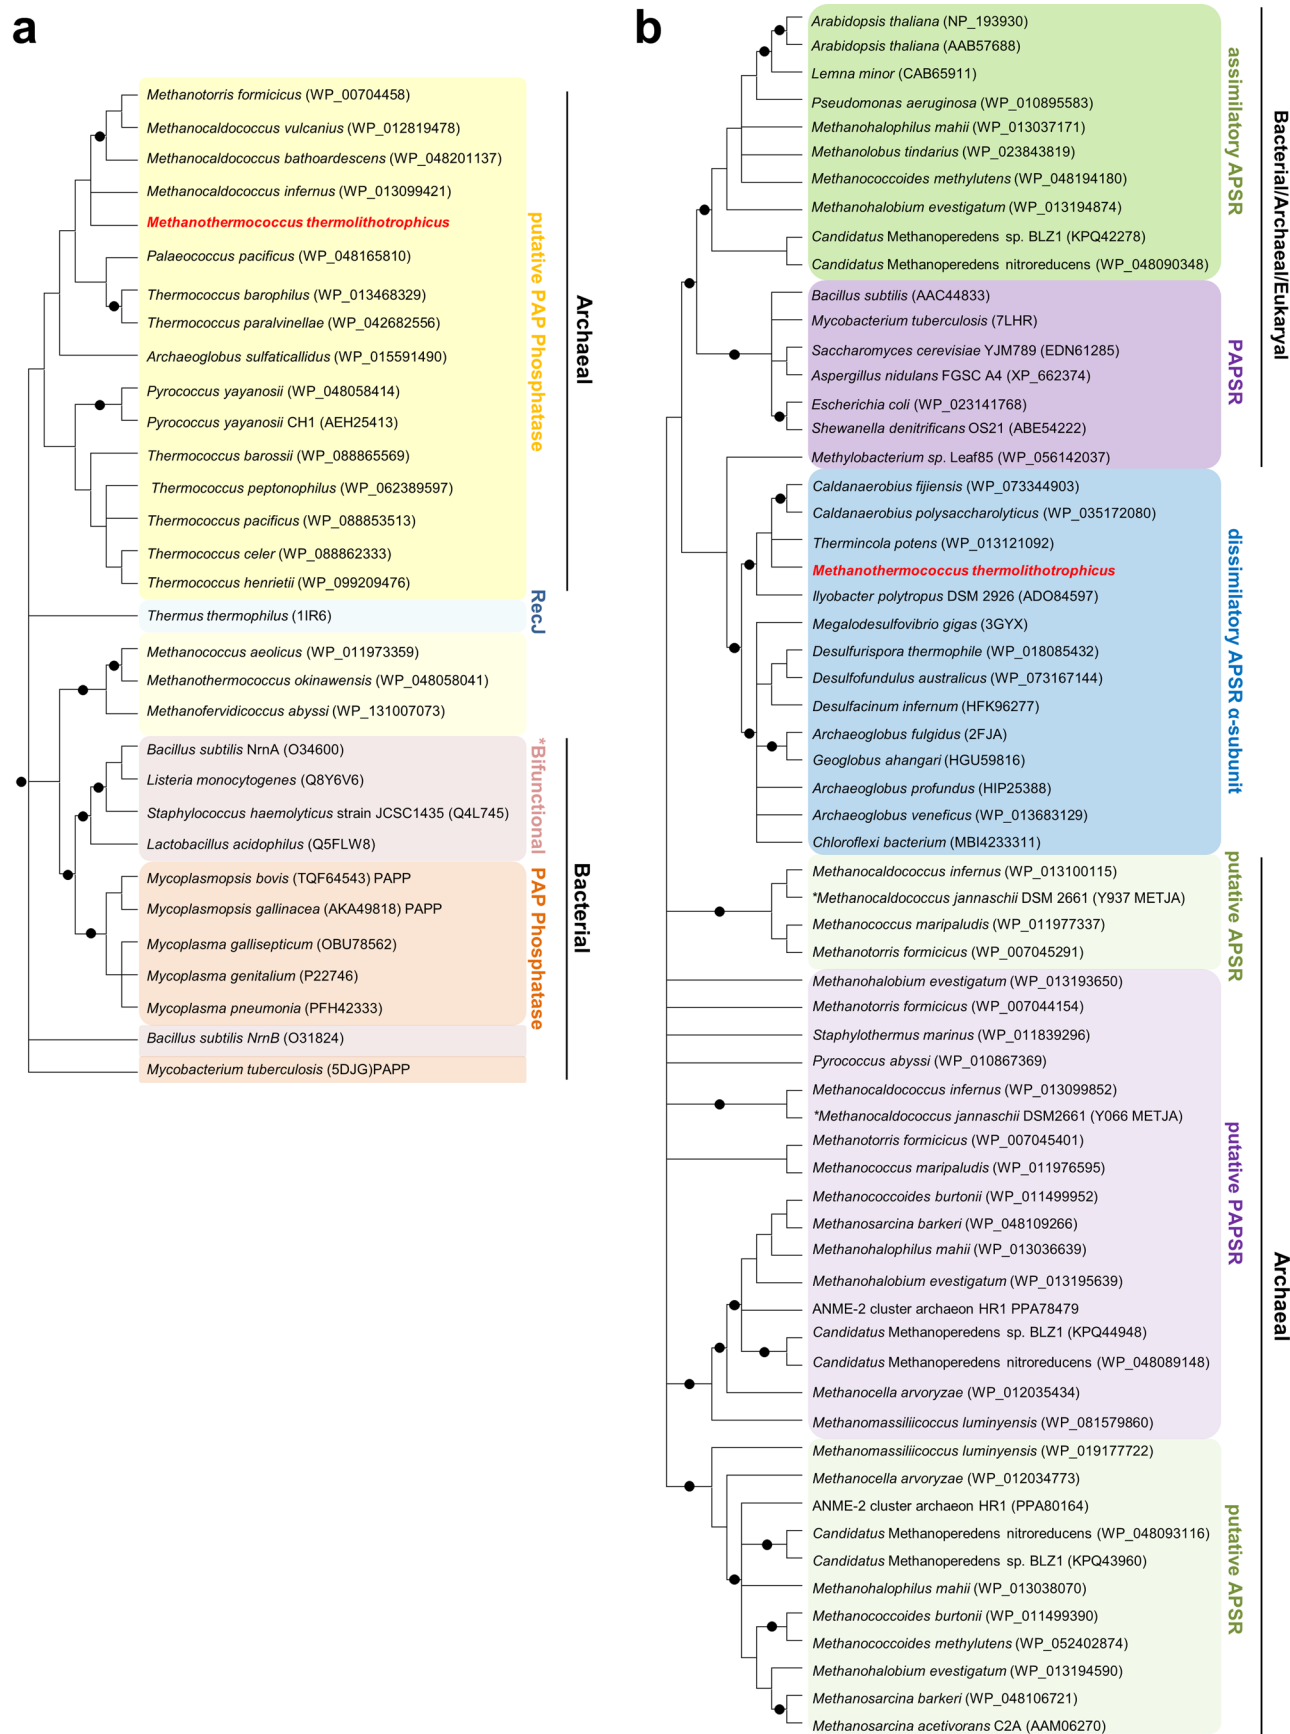 a
Methanotorris formicicus (WP_00704458)
Methanocaldococcus vulcanius (WP_012819478)
Methanocaldococcus bathoardescens (WP_048201137)
Methanocaldococcus infernus (WP_013099421)
Methanothermococcus thermolithotrophicus
Palaeococcus pacificus (WP_048165810)
Thermococcus barophilus (WP_013468329)
Thermococcus paralvinellae (WP_042682556)
Archaeoglobus sulfaticallidus (WP_015591490)
Pyrococcus yayanosii (WP_048058414)
Pyrococcus yayanosii CH1 (AEH25413)
Thermococcus barossii (WP_088865569)
Thermococcus peptonophilus (WP_062389597)
Thermococcus pacificus (WP_088853513)
Thermococcus celer (WP_088862333)
Thermococcus henrietii (WP_099209476)
Thermus thermophilus (1IR6)
Methanococcus aeolicus (WP_011973359)
Methanothermococcus okinawensis (WP_048058041)
Methanofervidicoccus abyssi (WP_131007073)
Bacillus subtilis NrnA (O34600)
Listeria monocytogenes (Q8Y6V6)
Staphylococcus haemolyticus strain JCSC1435 (Q4L745)
Lactobacillus acidophilus (Q5FLW8)
Mycoplasmopsis bovis (TQF64543) PAPP
Mycoplasmopsis gallinacea (AKA49818) PAPP
Mycoplasma gallisepticum (OBU78562)
Mycoplasma genitalium (P22746)
Mycoplasma pneumonia (PFH42333)
Bacillus subtilis NrnB (O31824)
Mycobacterium tuberculosis (5DJG)PAPP
putative PAP Phosphatase
RecJ
*Bifunctional
PAP Phosphatase
Archaeal
Bacterial
b
Arabidopsis thaliana (NP_193930)
Arabidopsis thaliana (AAB57688)
Lemna minor (CAB65911)
Pseudomonas aeruginosa (WP_010895583)
Methanohalophilus mahii (WP_013037171)
Methanolobus tindarius (WP_023843819)
Methanococcoides methylutens (WP_048194180)
Methanohalobium evestigatum (WP_013194874)
Candidatus Methanoperedens sp. BLZ1 (KPQ42278)
Candidatus Methanoperedens nitroreducens (WP_048090348)
Bacillus subtilis (AAC44833)
Mycobacterium tuberculosis (7LHR)
Saccharomyces cerevisiae YJM789 (EDN61285)
Aspergillus nidulans FGSC A4 (XP_662374)
Escherichia coli (WP_023141768)
Shewanella denitrificans OS21 (ABE54222)
Methylobacterium sp. Leaf85 (WP_056142037)
Caldanaerobius fijiensis (WP_073344903)
Caldanaerobius polysaccharolyticus (WP_035172080)
Thermincola potens (WP_013121092)
Methanothermococcus thermolithotrophicus
Ilyobacter polytropus DSM 2926 (ADO84597)
Megalodesulfovibrio gigas (3GYX)
Desulfurispora thermophile (WP_018085432)
Desulfofundulus australicus (WP_073167144)
Desulfacinum infernum (HFK96277)
Archaeoglobus fulgidus (2FJA)
Geoglobus ahangari (HGU59816)
Archaeoglobus profundus (HIP25388)
Archaeoglobus veneficus (WP_013683129)
Chloroflexi bacterium (MBI4233311)
Methanocaldococcus infernus (WP_013100115)
*Methanocaldococcus jannaschii DSM 2661 (Y937 METJA)
Methanococcus maripaludis (WP_011977337)
Methanotorris formicicus (WP_007045291)
Methanohalobium evestigatum (WP_013193650)
Methanotorris formicicus (WP_007044154)
Staphylothermus marinus (WP_011839296)
Pyrococcus abyssi (WP_010867369)
Methanocaldococcus infernus (WP_013099852)
*Methanocaldococcus jannaschii DSM2661 (Y066 METJA)
Methanotorris formicicus (WP_007045401)
Methanococcus maripaludis (WP_011976595)
Methanococcoides burtonii (WP_011499952)
Methanosarcina barkeri (WP_048109266)
Methanohalophilus mahii (WP_013036639)
Methanohalobium evestigatum (WP_013195639)
ANME-2 cluster archaeon HR1 PPA78479
Candidatus Methanoperedens sp. BLZ1 (KPQ44948)
Candidatus Methanoperedens nitroreducens (WP_048089148)
Methanocella arvoryzae (WP_012035434)
Methanomassiliicoccus luminyensis (WP_081579860)
Methanomassiliicoccus luminyensis (WP_019177722)
Methanocella arvoryzae (WP_012034773)
ANME-2 cluster archaeon HR1 (PPA80164)
Candidatus Methanoperedens nitroreducens (WP_048093116)
Candidatus Methanoperedens sp. BLZ1 (KPQ43960)
Methanohalophilus mahii (WP_013038070)
Methanococcoides burtonii (WP_011499390)
Methanococcoides methylutens (WP_052402874)
Methanohalobium evestigatum (WP_013194590)
Methanosarcina barkeri (WP_048106721)
Methanosarcina acetivorans C2A (AAM06270)
assimilatory APSR
PAPSR
dissimilatory APSR α-subunit
putative APSR
putative PAPSR
putative APSR
Bacterial/Archaeal/Eukaryal
Archaeal